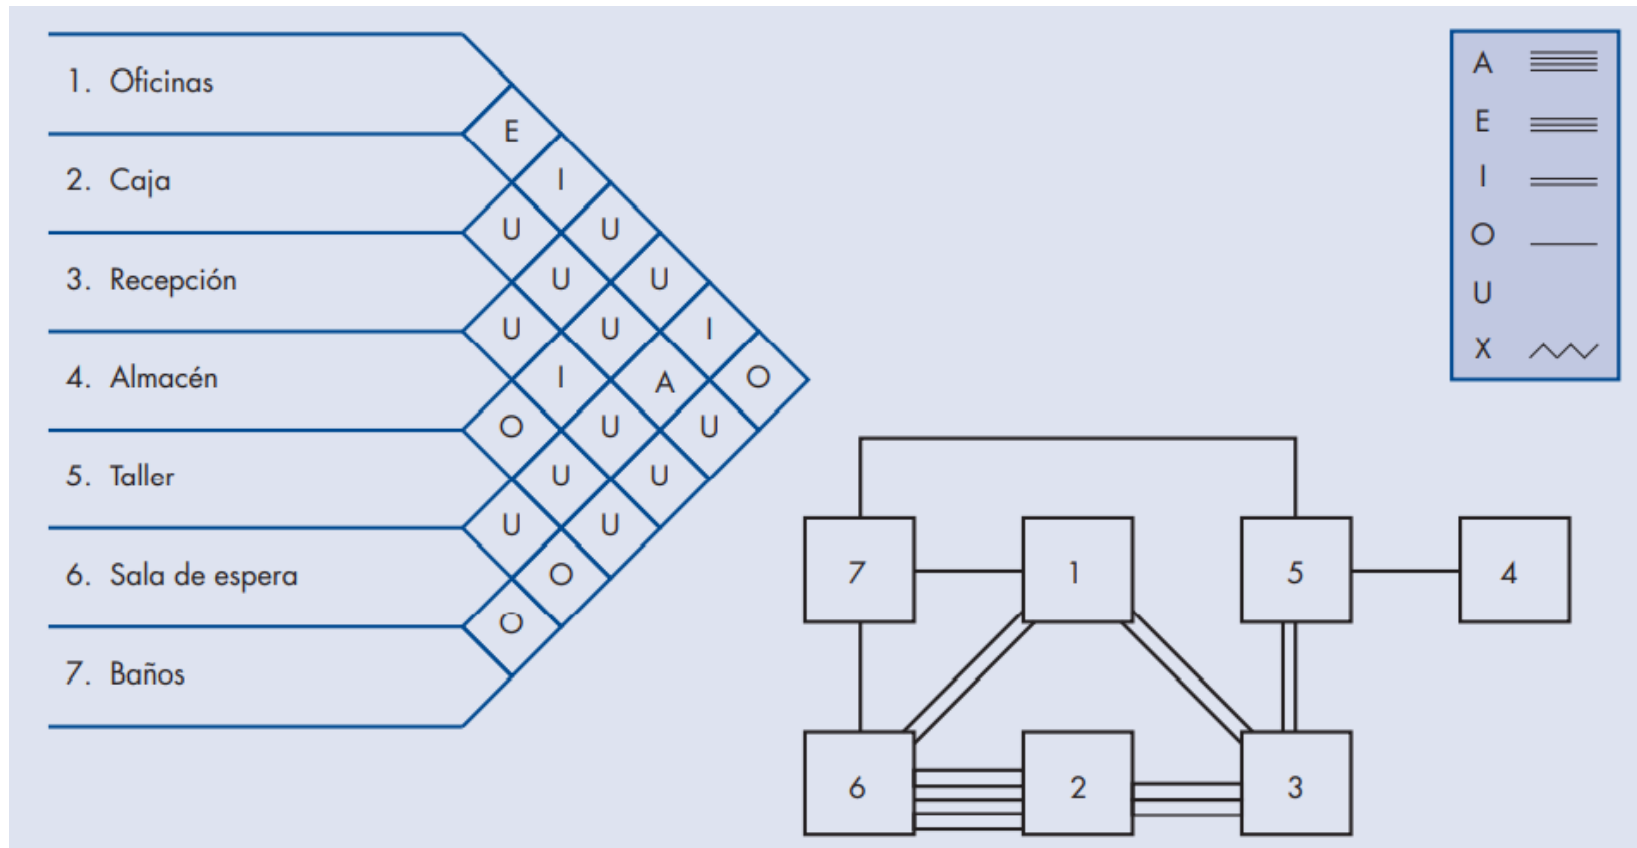 1. Oficinas
2. Caja
3. Recepción
4. Almacén
5. Taller
6. Sala de espera
7. Baños
E
I
U U
U U
U U I
I A O
O U U
U U
U U
O
O
A
E
I
O
U
X
7 1 5 4
6 2 3